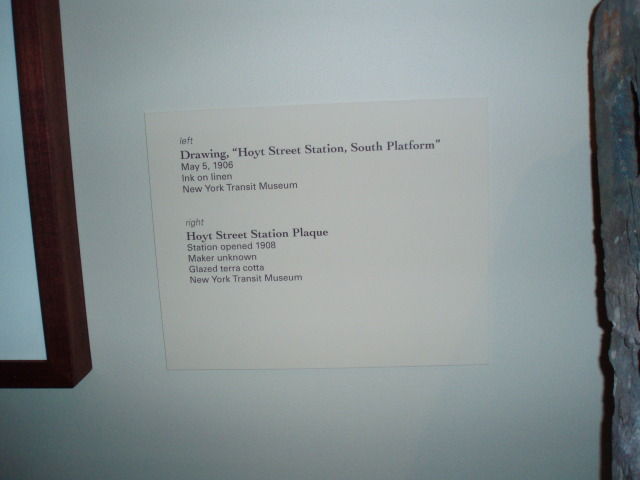 left
Drawing, "Hoyt Street Station, South Platform"
May 5, 1906
Ink on linen
New York Transit Museum
right
Hoyt Street Station Plaque
Station opened 1908
Maker unknown
Glazed terra cotta
New York Transit Museum